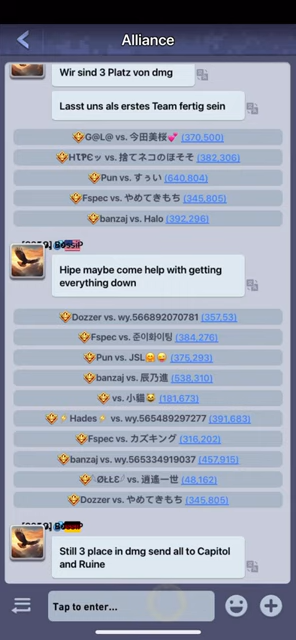 Alliance
Wir sind 3 Platz von dmg
Lasst uns als erstes Team fertig sein
G@L@ vs. 今田美桜💕 (370,500)
vs. 捨てネコのほそそ (382,306)
Pun vs. すぅい (640,804)
Fspec vs. やめてきもち (345,805)
banzaj vs. Halo (392,296)
BossiP
Hipe maybe come help with getting
everything down
Dozzer vs. wy.566892070781 (357,53)
Fspec vs. 준이화이팅 (384,276)
Pun vs. JSL (375,293)
banzaj vs. 辰乃進 (538,310)
vs. 小貓 (181,673)
Hades vs. wy.565489297277 (391,683)
Fspec vs. カズキング (316,202)
banzaj vs. wy.565334919037 (457,915)
ØŁŁƐ vs. 逍遙一世 (48,162)
Dozzer vs. やめてきもち (345,805)
BossiP
Still 3 place in dmg send all to Capitol
and Ruine
Tap to enter...